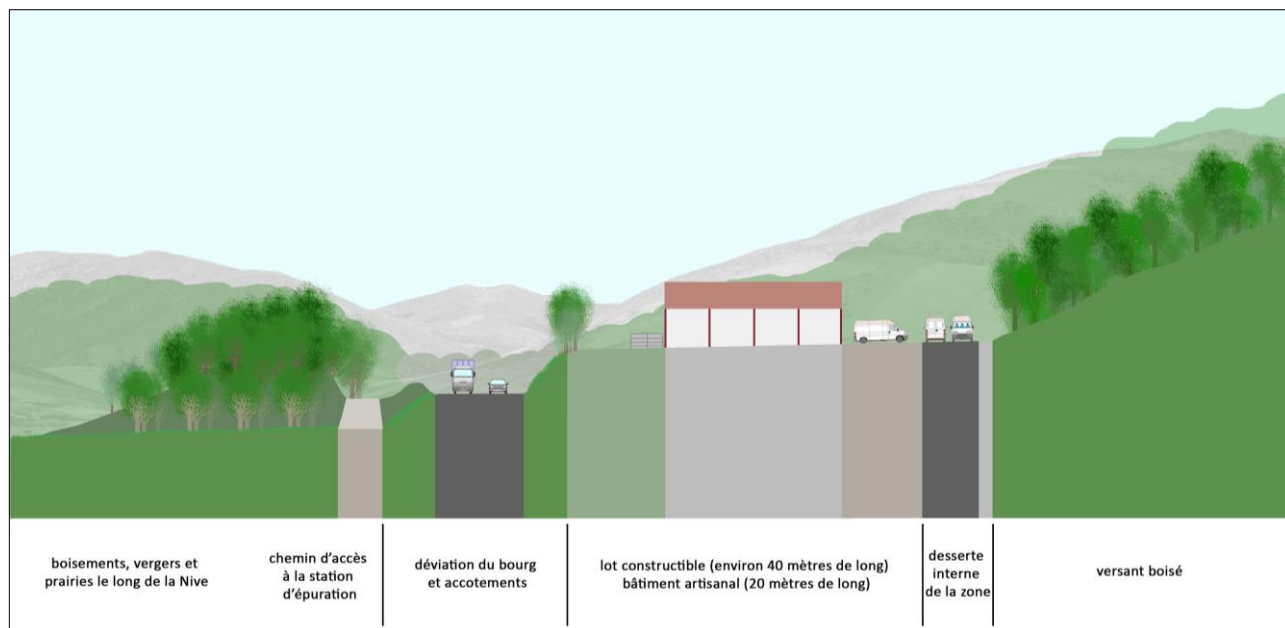 boisements, vergers et
prairies le long de la Nive
chemin d'accès
à la station
d'épuration
déviation du bourg
et accotements
lot constructible (environ 40 mètres de long)
bâtiment artisanal (20 mètres de long)
desserte
interne
de la zone
versant boisé